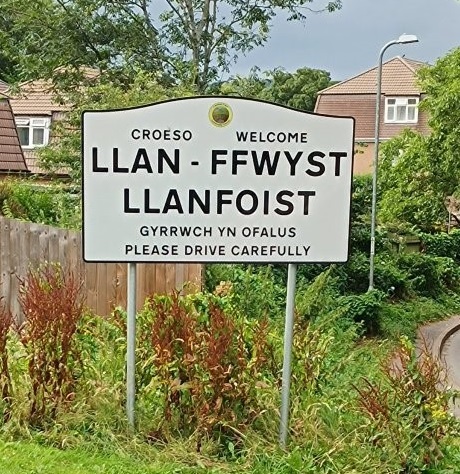 CROESO WELCOME
LLAN - FFWYST
LLANFOIST
GYRRWCH YN OFALUS
PLEASE DRIVE CAREFULLY